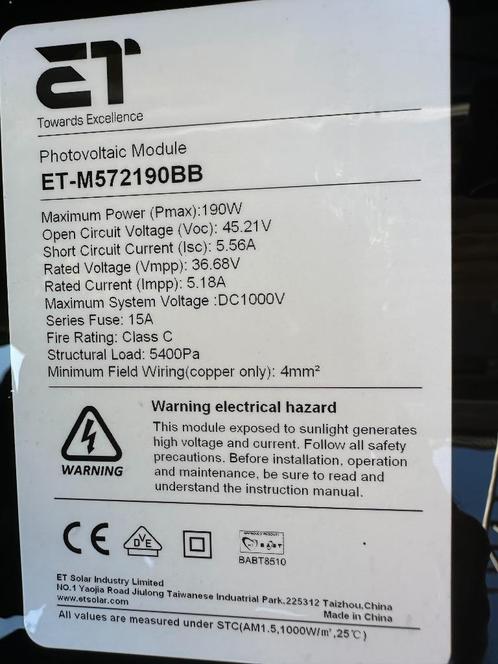 ET
Towards Excellence
Photovoltaic Module
ET-M572190BB
Maximum Power (Pmax):190W
Open Circuit Voltage (Voc): 45.21V
Short Circuit Current (Isc): 5.56A
Rated Voltage (Vmpp): 36.68V
Rated Current (Impp): 5.18A
Maximum System Voltage :DC1000V
Series Fuse: 15A
Fire Rating: Class C
Structural Load: 5400Pa
Minimum Field Wiring(copper only): 4mm²
Warning electrical hazard
This module exposed to sunlight generates
high voltage and current. Follow all safety
precautions. Before installation, operation
and maintenance, be sure to read and
understand the instruction manual.
WARNING
CE DVE
BABT8510
ET Solar Industry Limited
NO.1 Yaojia Road Jiulong Taiwanese Industrial Park,225312 Taizhou,China
www.etsolar.com Made in China
All values are measured under STC(AM1.5,1000W/m²,25℃)